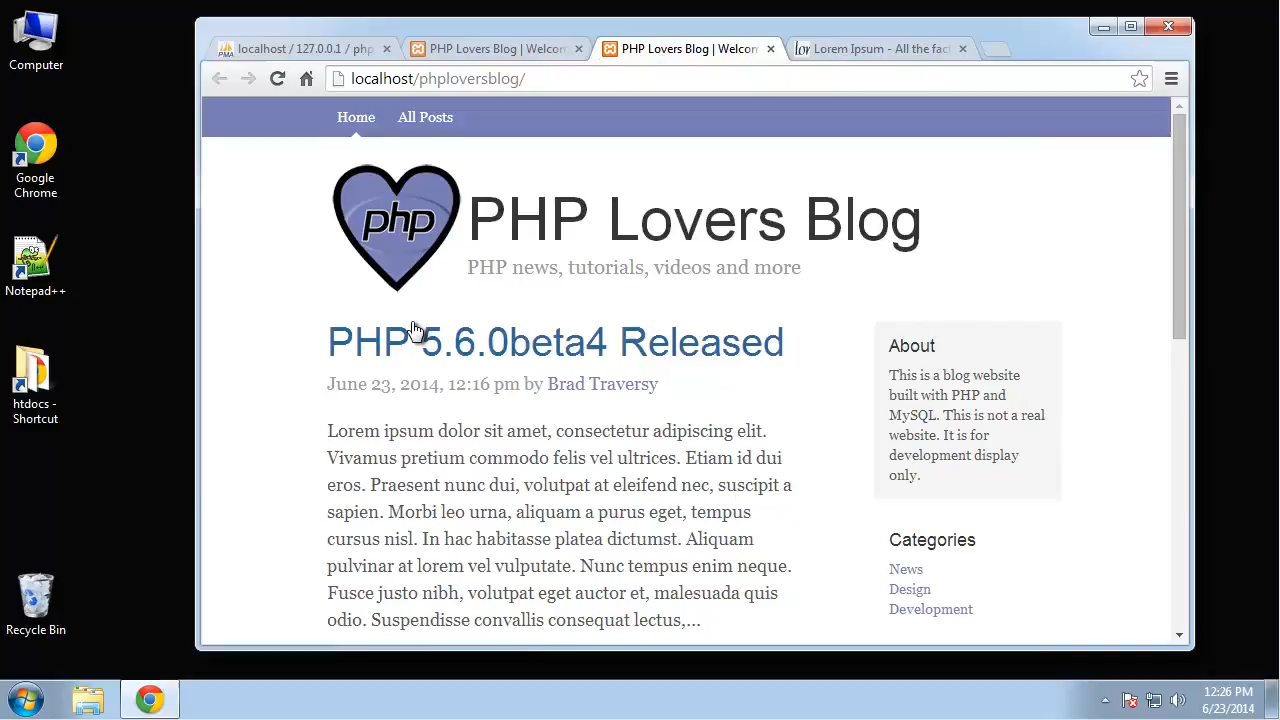 Computer
Google
Chrome
Notepad++
htdocs -
Shortcut
Recycle Bin
localhost / 127.0.0.1 / php
PHP Lovers Blog | Welcom
PHP Lovers Blog | Welcom
Lorem Ipsum - All the fact
localhost/phploversblog/
Home
All Posts
php
PHP Lovers Blog
PHP news, tutorials, videos and more
PHP 5.6.0beta4 Released
June 23, 2014, 12:16 pm by Brad Traversy
Lorem ipsum dolor sit amet, consectetur adipiscing elit.
Vivamus pretium commodo felis vel ultrices. Etiam id dui
eros. Praesent nunc dui, volutpat at eleifend nec, suscipit a
sapien. Morbi leo urna, aliquam a purus eget, tempus
cursus nisl. In hac habitasse platea dictumst. Aliquam
pulvinar at lorem vel vulputate. Nunc tempus enim neque.
Fusce justo nibh, volutpat eget auctor et, malesuada quis
odio. Suspendisse convallis consequat lectus,...
About
This is a blog website
built with PHP and
MySQL. This is not a real
website. It is for
development display
only.
Categories
News
Design
Development
12:26 PM
6/23/2014